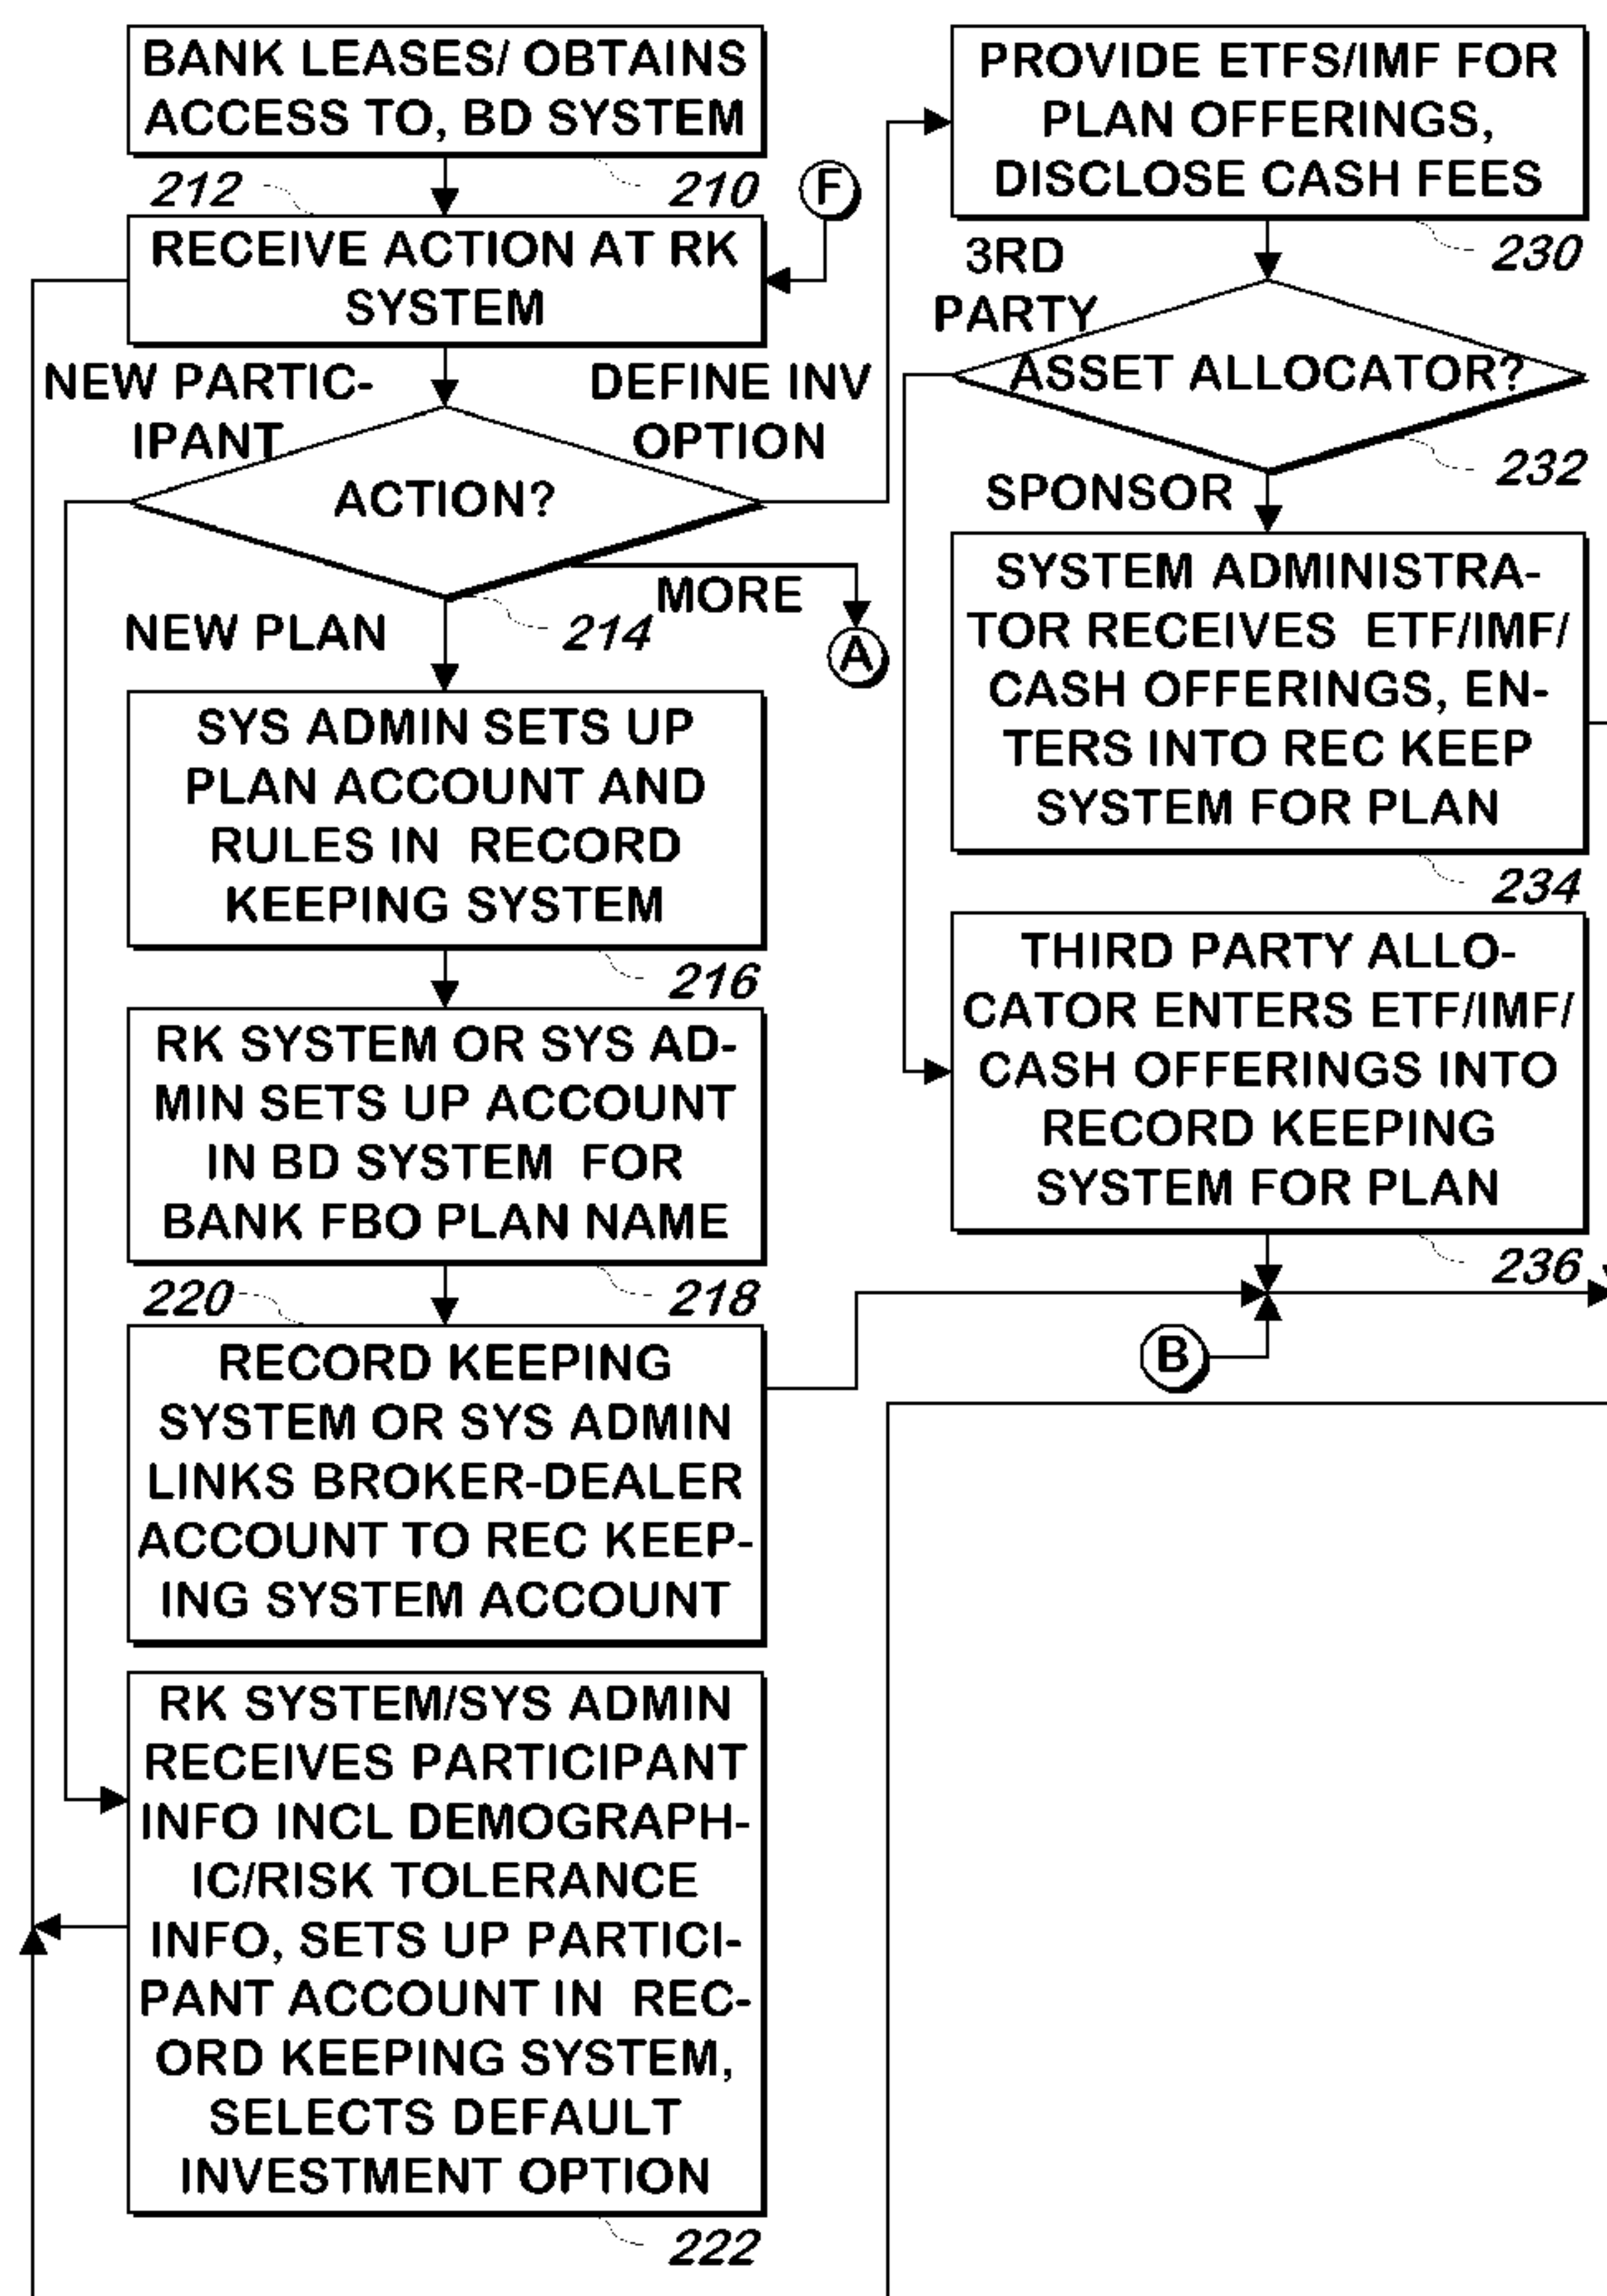 BANK LEASES/ OBTAINS
ACCESS TO, BD SYSTEM
210
212
F
RECEIVE ACTION AT RK
SYSTEM
NEW PARTIC-
IPANT
DEFINE INV
OPTION
ACTION?
214
MORE
A
NEW PLAN
SYS ADMIN SETS UP
PLAN ACCOUNT AND
RULES IN RECORD
KEEPING SYSTEM
216
RK SYSTEM OR SYS AD-
MIN SETS UP ACCOUNT
IN BD SYSTEM FOR
BANK FBO PLAN NAME
218
220
RECORD KEEPING
SYSTEM OR SYS ADMIN
LINKS BROKER-DEALER
ACCOUNT TO REC KEEP-
ING SYSTEM ACCOUNT
RK SYSTEM/SYS ADMIN
RECEIVES PARTICIPANT
INFO INCL DEMOGRAPH-
IC/RISK TOLERANCE
INFO, SETS UP PARTICI-
PANT ACCOUNT IN REC-
ORD KEEPING SYSTEM,
SELECTS DEFAULT
INVESTMENT OPTION
222
PROVIDE ETFS/IMF FOR
PLAN OFFERINGS,
DISCLOSE CASH FEES
230
3RD
PARTY
ASSET ALLOCATOR?
232
SPONSOR
SYSTEM ADMINISTRA-
TOR RECEIVES ETF/IMF/
CASH OFFERINGS, EN-
TERS INTO REC KEEP
SYSTEM FOR PLAN
234
THIRD PARTY ALLO-
CATOR ENTERS ETF/IMF/
CASH OFFERINGS INTO
RECORD KEEPING
SYSTEM FOR PLAN
236
B